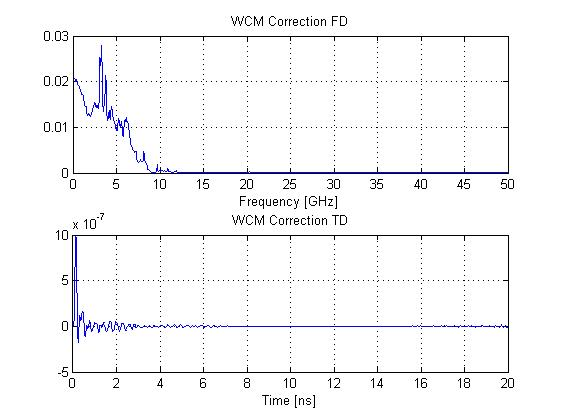 WCM Correction FD
0.03
0.02
0.01
0
0 5 10 15 20 25 30 35 40 45 50
Frequency [GHz]
WCM Correction TD
x 10-7
10
5
0
-5
0 2 4 6 8 10 12 14 16 18 20
Time [ns]